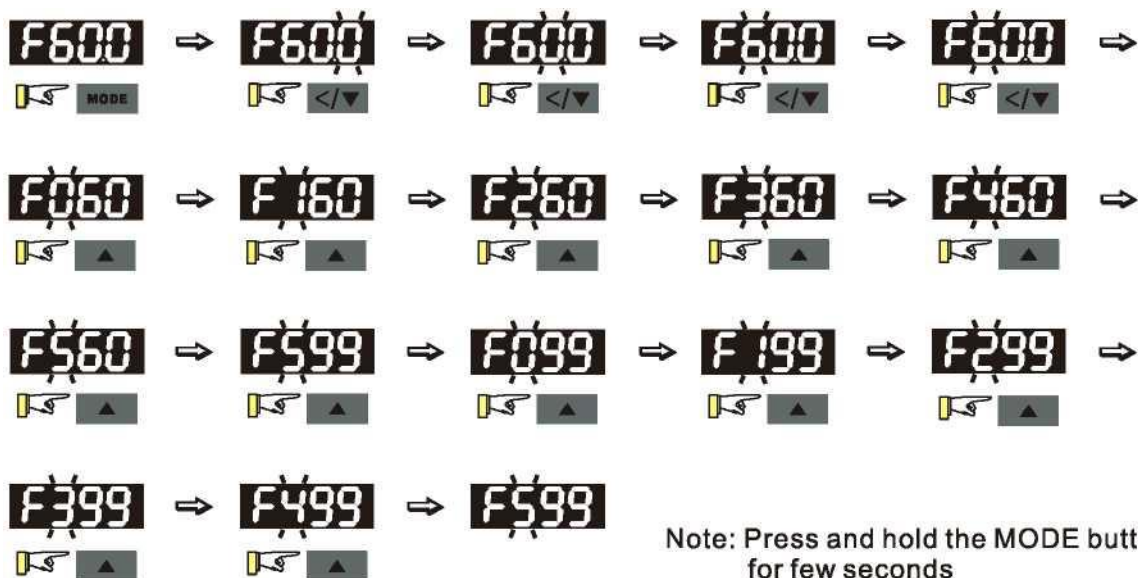 F60.0 ⇨ F60.0 ⇨ F60.0 ⇨ F60.0 ⇨ F60.0 ⇨
MODE </▼ </▼ </▼ </▼
F060 ⇨ F160 ⇨ F260 ⇨ F360 ⇨ F460 ⇨
▲ ▲ ▲ ▲ ▲
F560 ⇨ F599 ⇨ F099 ⇨ F199 ⇨ F299 ⇨
▲ ▲ ▲ ▲ ▲
F399 ⇨ F499 ⇨ F599
▲ ▲
Note: Press and hold the MODE butt
for few seconds